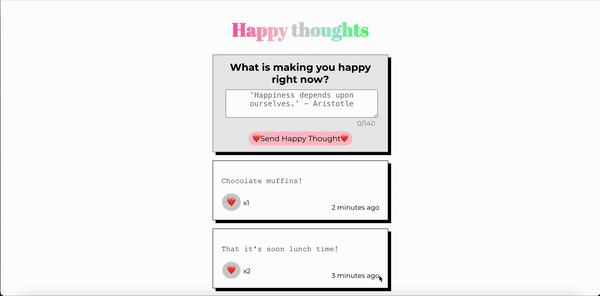 Happy thoughts
What is making you happy
right now?
'Happiness depends upon
ourselves.' – Aristotle
0/140
❤️Send Happy Thought❤️
Chocolate muffins!
❤️ x1
2 minutes ago
That it's soon lunch time!
❤️ x2
3 minutes ago